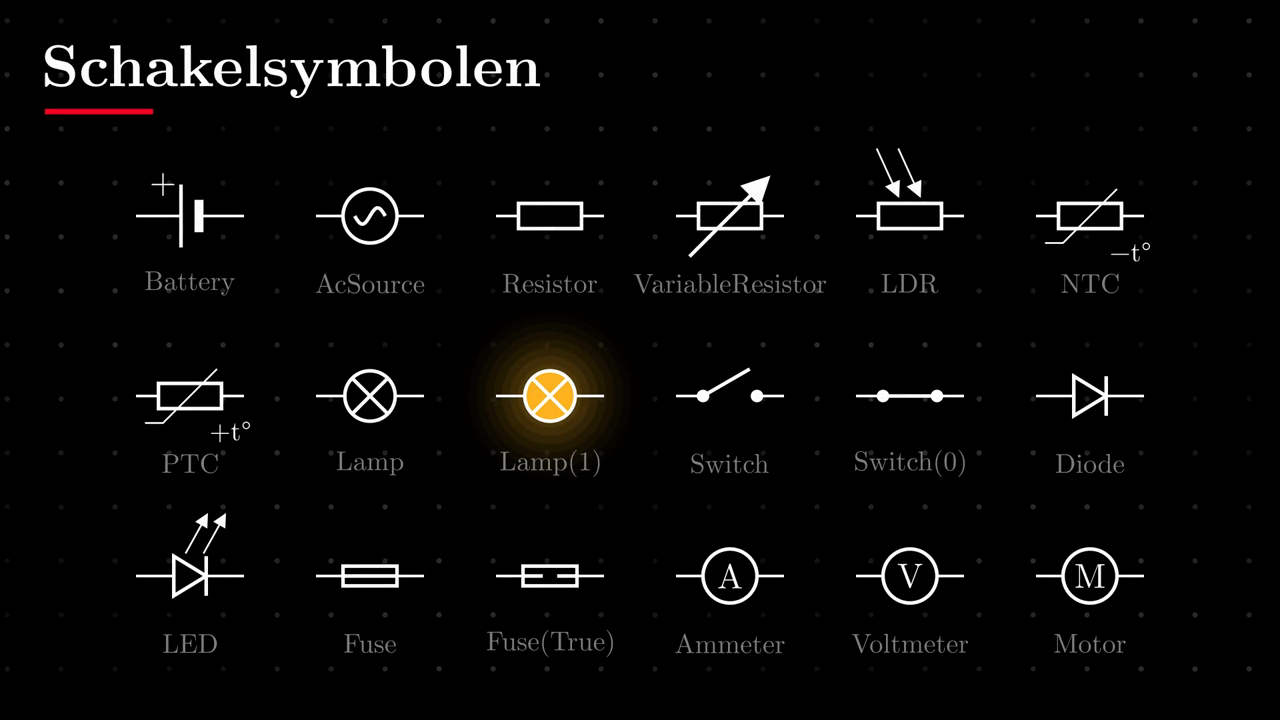 Schakelsymbolen
+
Battery AcSource Resistor VariableResistor LDR NTC
−t°
A V M
PTC Lamp Lamp(1) Switch Switch(0) Diode
+t°
LED Fuse Fuse(True) Ammeter Voltmeter Motor